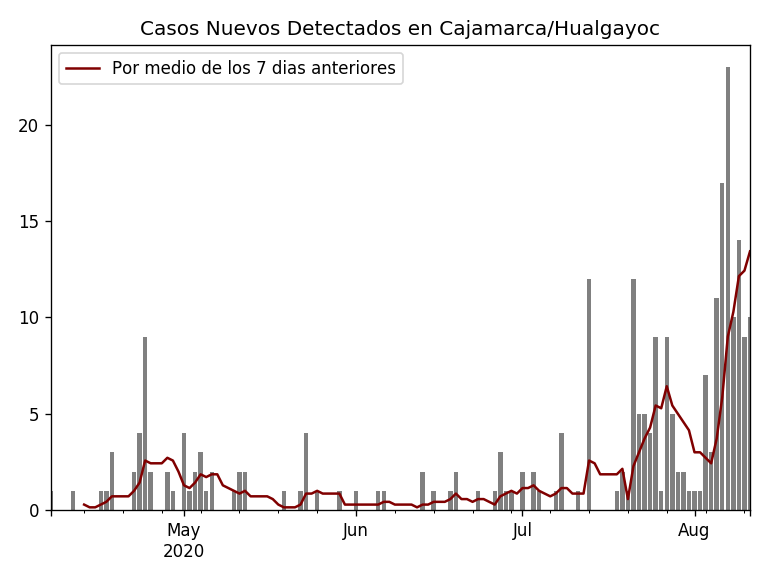 Casos Nuevos Detectados en Cajamarca/Hualgayoc
Por medio de los 7 dias anteriores
20
15
10
5
0
May Jun Jul Aug
2020